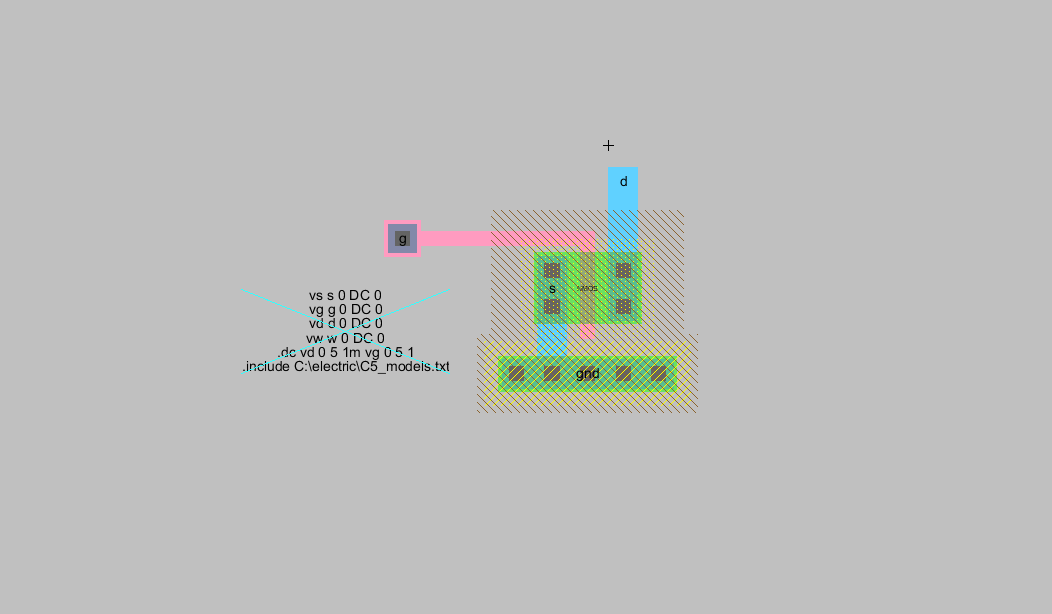 d
g
s
NMOS
vs s 0 DC 0
vg g 0 DC 0
vd d 0 DC 0
vw w 0 DC 0
.dc vd 0 5 1m vg 0 5 1
.include C:\electric\C5_models.txt
gnd